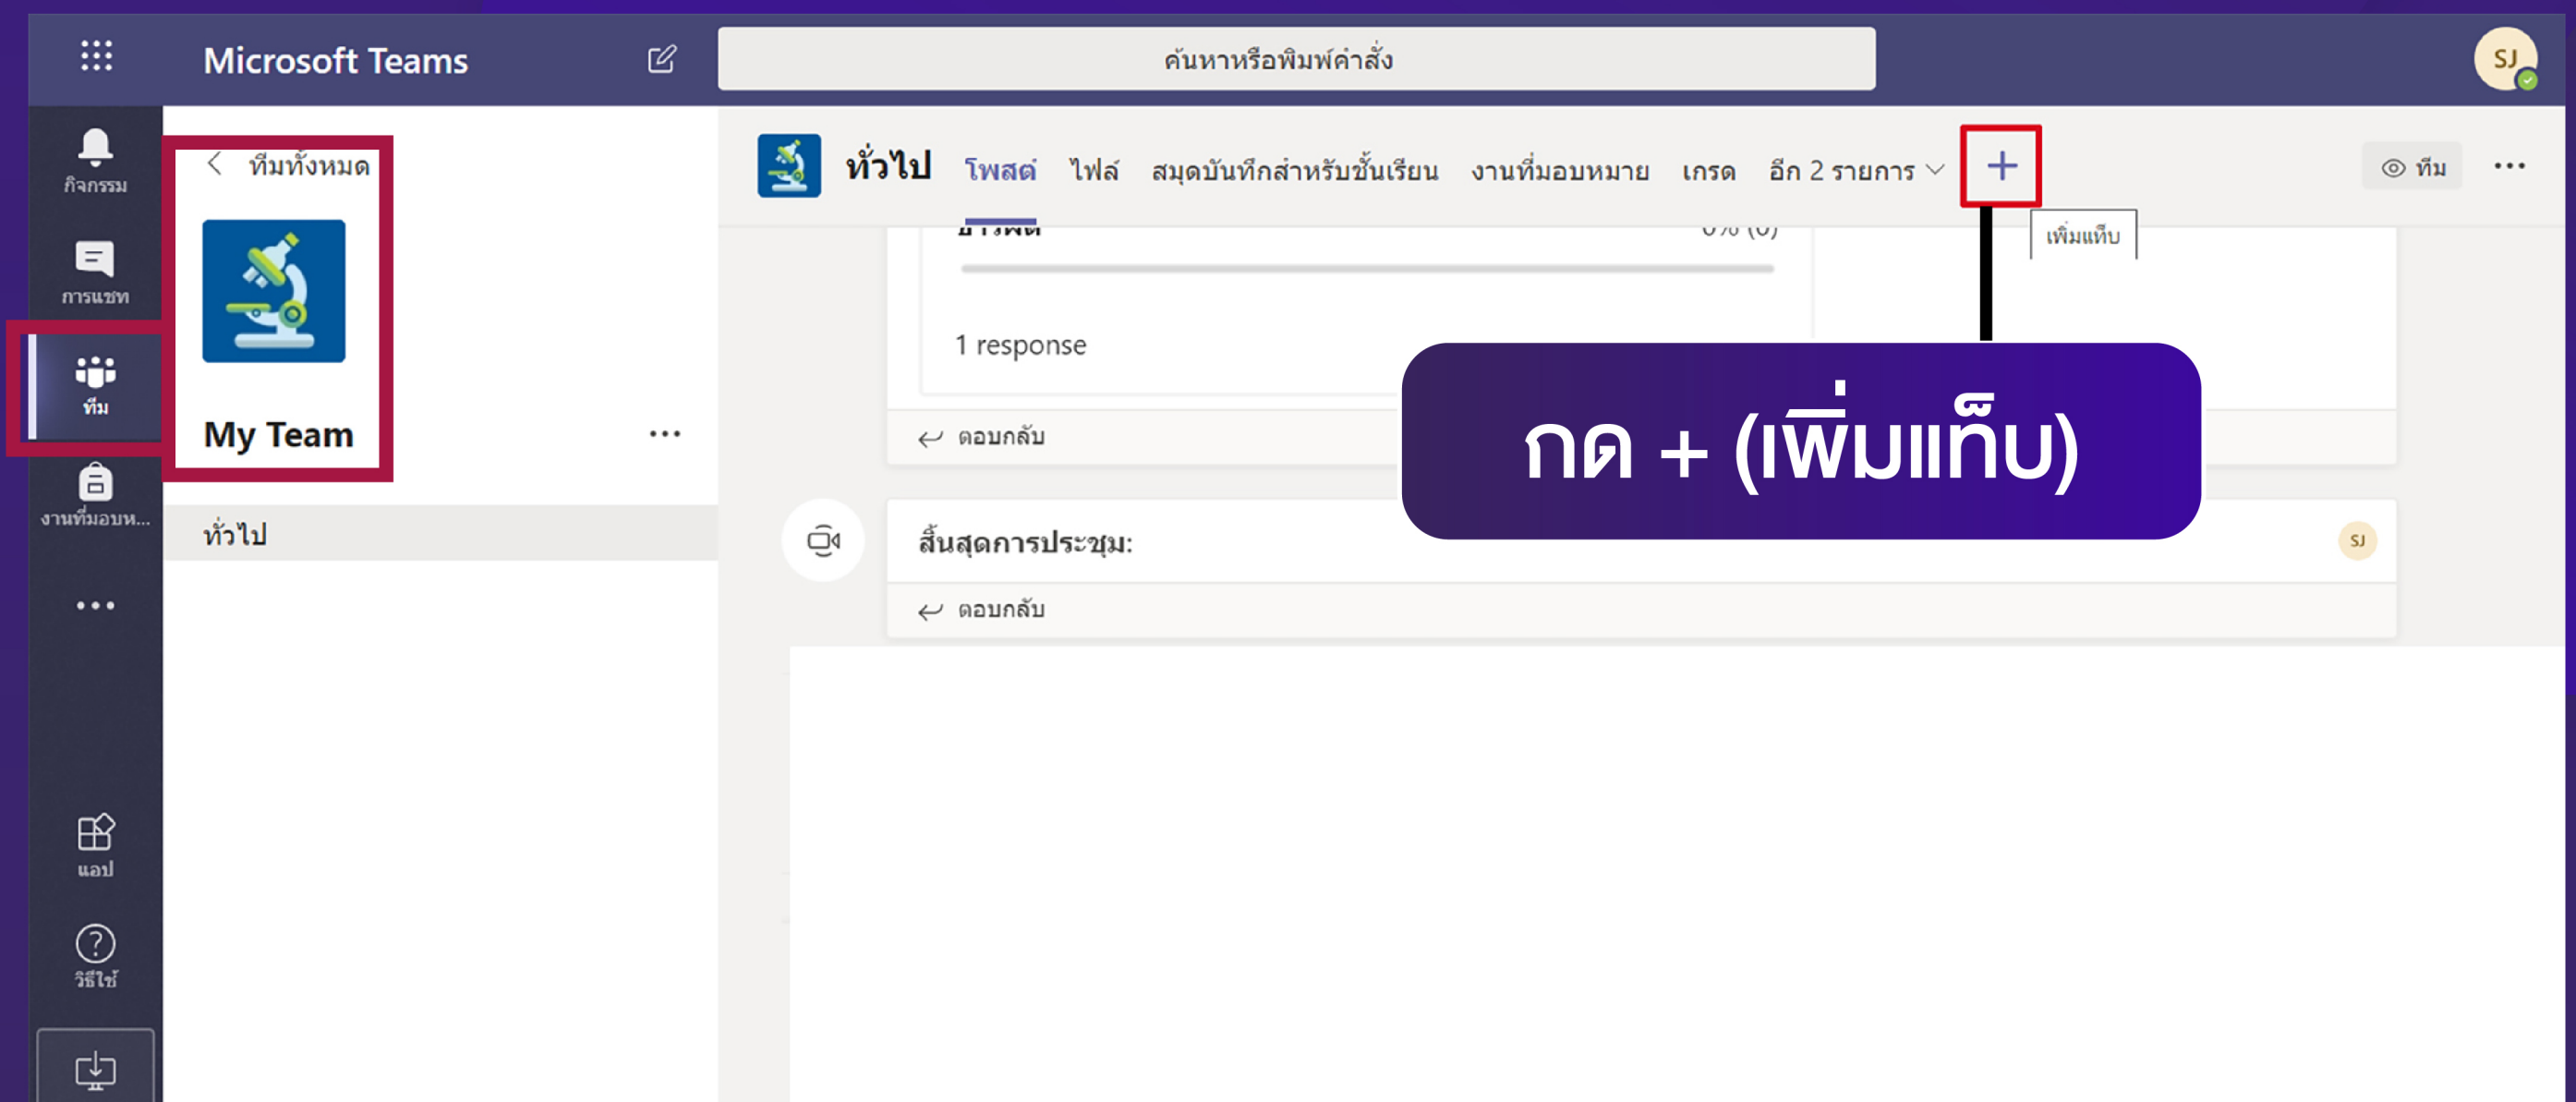 Microsoft Teams
ค้นหาหรือพิมพ์คำสั่ง
SJ
กิจกรรม
การแชท
ทีม
งานที่มอบห...
แอป
วิธีใช้
ทีมทั้งหมด
My Team
ทั่วไป
ทั่วไป โพสต์ ไฟล์ สมุดบันทึกสำหรับชั้นเรียน งานที่มอบหมาย เกรด อีก 2 รายการ +
ทีม
เพิ่มแท็บ
0% (0)
1 response
ตอบกลับ
กด + (เพิ่มแท็บ)
สิ้นสุดการประชุม:
SJ
ตอบกลับ